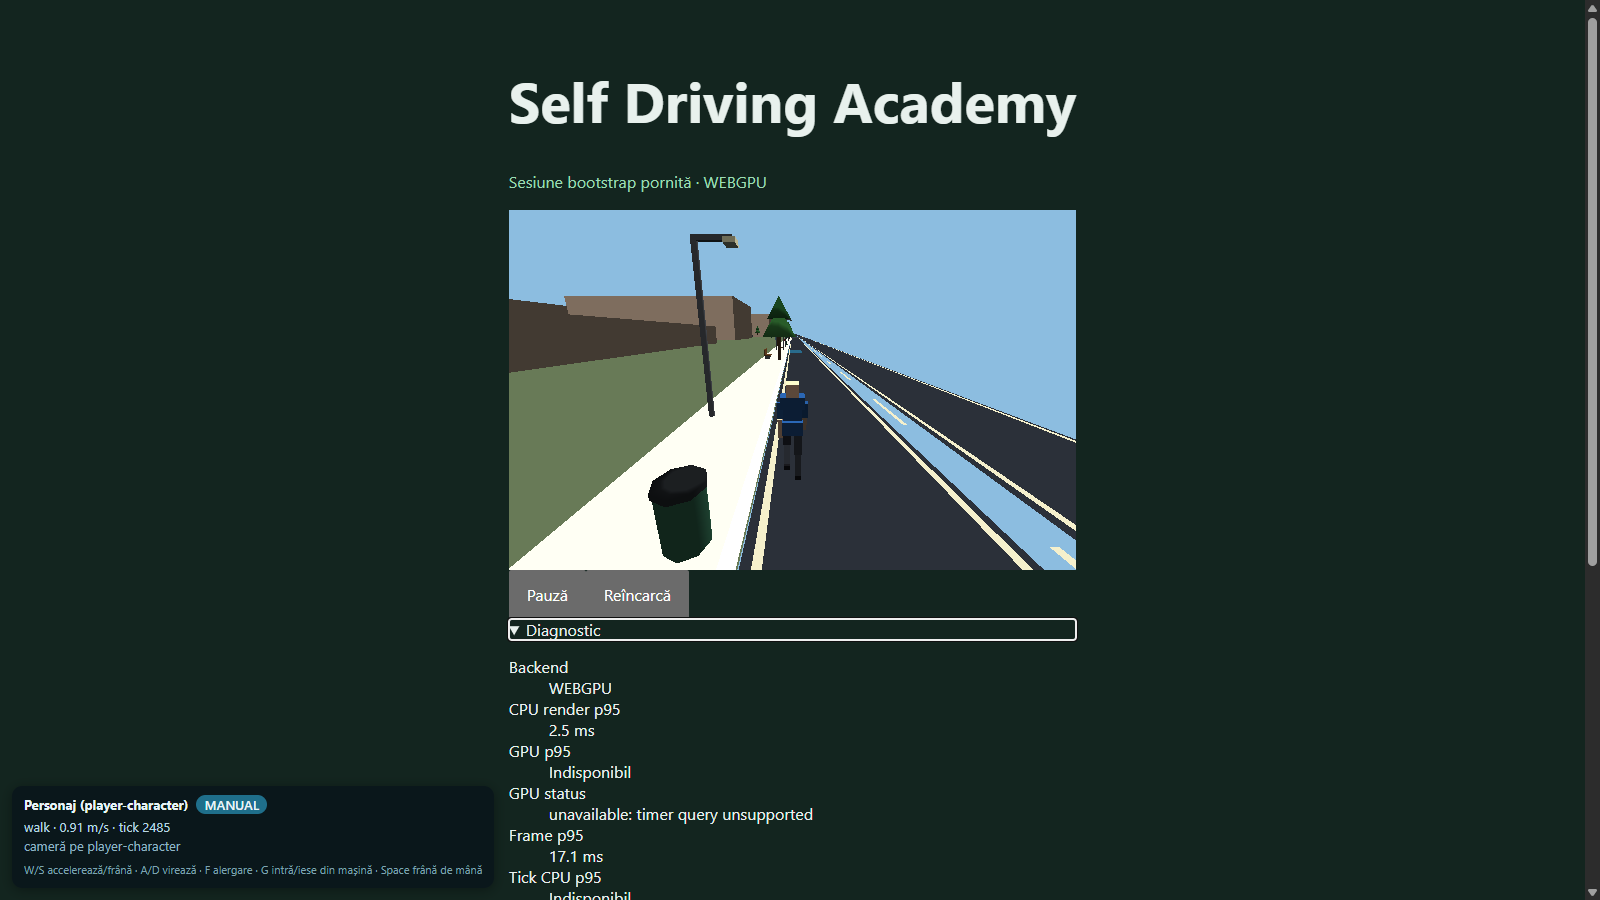 Self Driving Academy
Sesiune bootstrap pornită · WEBGPU
Pauză
Reîncarcă
▼ Diagnostic
Backend
WEBGPU
CPU render p95
2.5 ms
GPU p95
Indisponibil
GPU status
unavailable: timer query unsupported
Frame p95
17.1 ms
Tick CPU p95
Indisponibil
Personaj (player-character) MANUAL
walk · 0.91 m/s · tick 2485
cameră pe player-character
W/S accelerează/frână · A/D virează · F alergare · G intră/iese din mașină · Space frână de mână